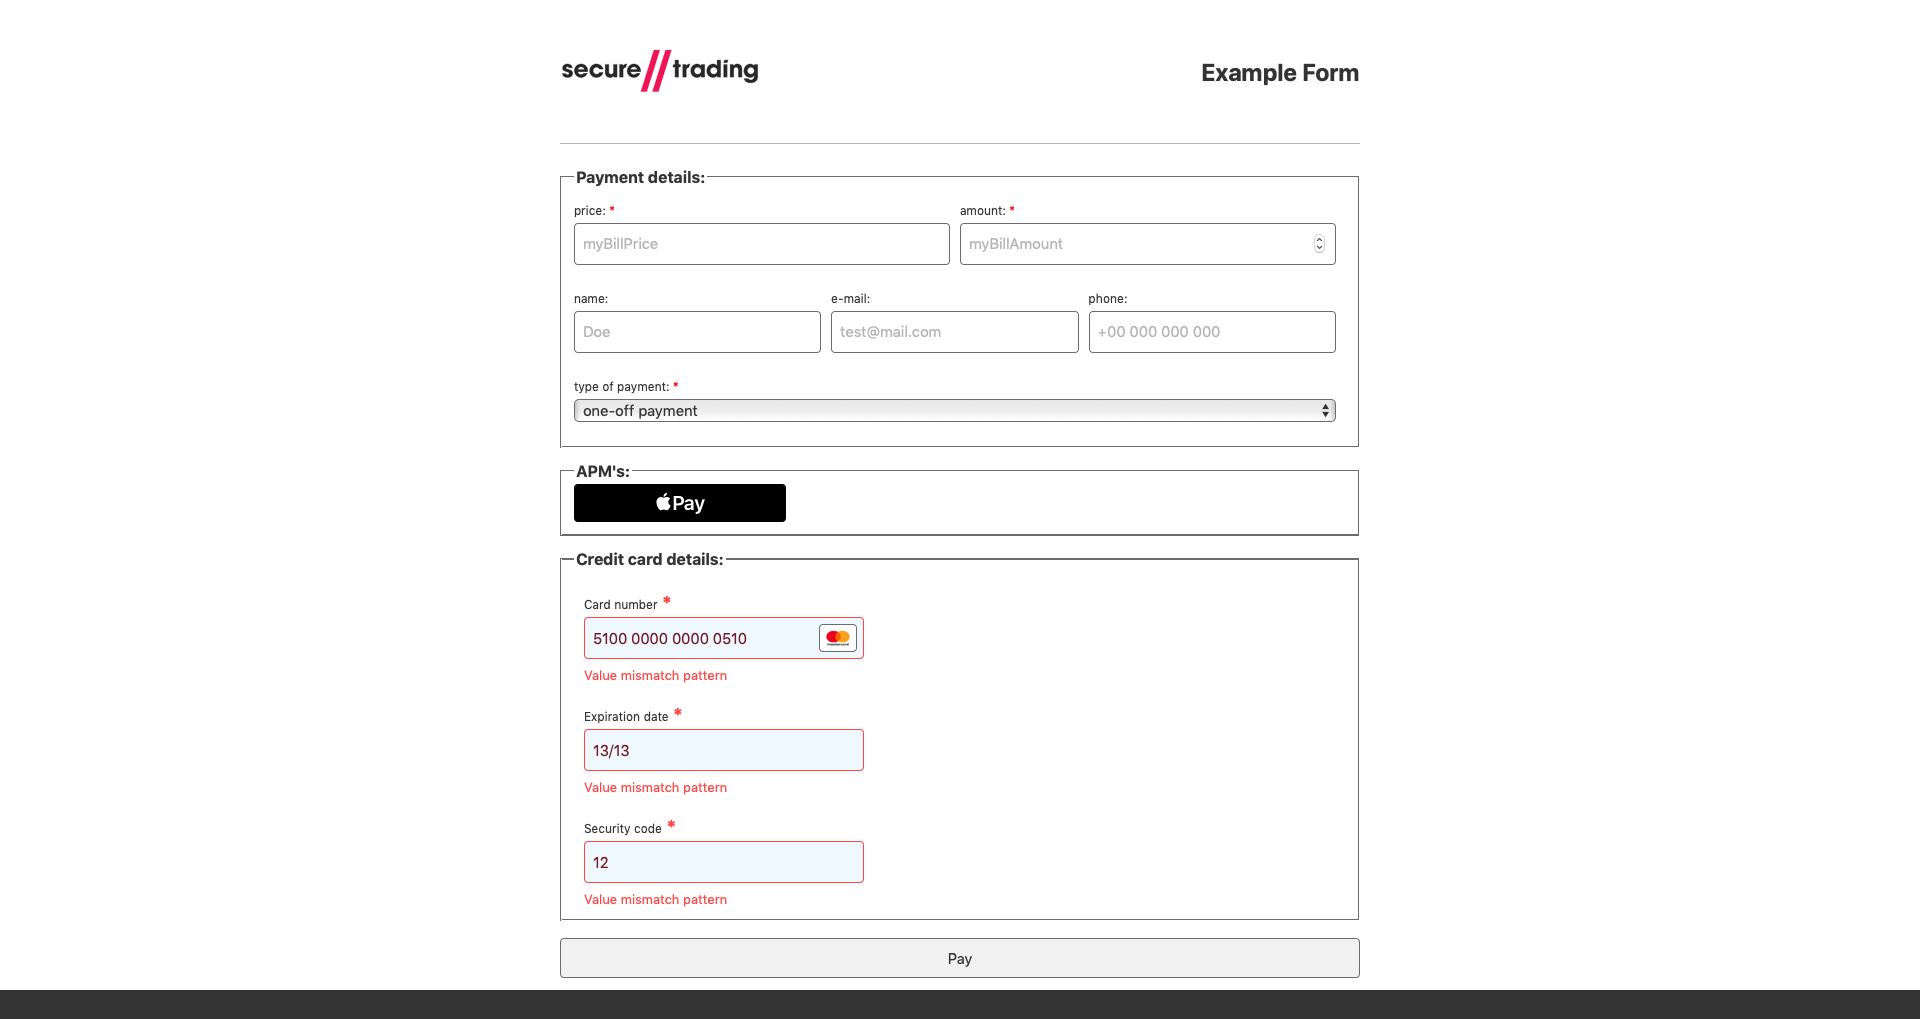 secure//trading
Example Form
Payment details:
price: *
amount: *
myBillPrice
myBillAmount
name:
e-mail:
phone:
Doe
test@mail.com
+00 000 000 000
type of payment: *
one-off payment
APM's:
Pay
Credit card details:
Card number *
5100 0000 0000 0510
mastercard
Value mismatch pattern
Expiration date *
13/13
Value mismatch pattern
Security code *
12
Value mismatch pattern
Pay